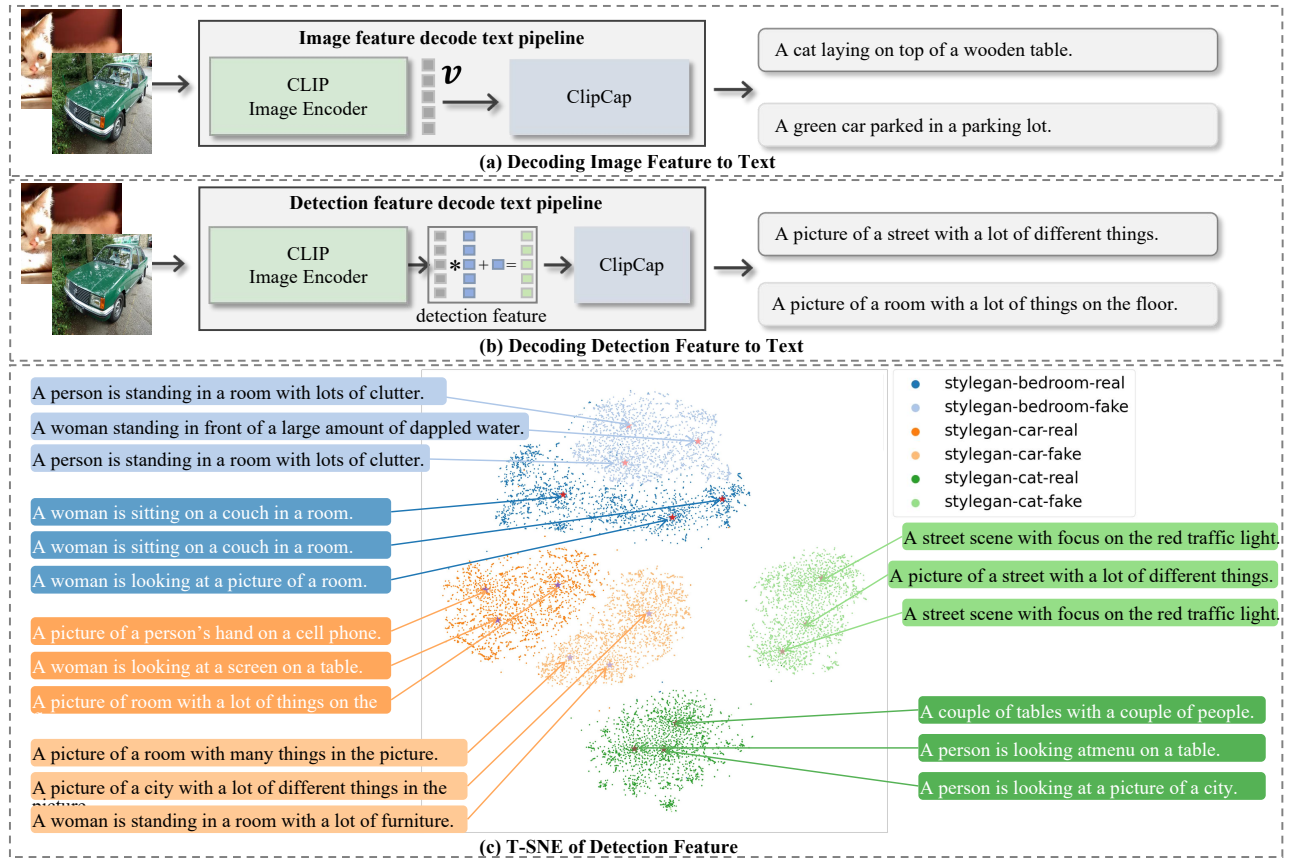 Image feature decode text pipeline
CLIP
Image Encoder
v
ClipCap
A cat laying on top of a wooden table.
A green car parked in a parking lot.
(a) Decoding Image Feature to Text
Detection feature decode text pipeline
CLIP
Image Encoder
* + =
detection feature
ClipCap
A picture of a street with a lot of different things.
A picture of a room with a lot of things on the floor.
(b) Decoding Detection Feature to Text
A person is standing in a room with lots of clutter.
A woman standing in front of a large amount of dappled water.
A person is standing in a room with lots of clutter.
A woman is sitting on a couch in a room.
A woman is sitting on a couch in a room.
A woman is looking at a picture of a room.
A picture of a person's hand on a cell phone.
A woman is looking at a screen on a table.
A picture of room with a lot of things on the
A picture of a room with many things in the picture.
A picture of a city with a lot of different things in the
picture
A woman is standing in a room with a lot of furniture.
stylegan-bedroom-real
stylegan-bedroom-fake
stylegan-car-real
stylegan-car-fake
stylegan-cat-real
stylegan-cat-fake
A street scene with focus on the red traffic light.
A picture of a street with a lot of different things.
A street scene with focus on the red traffic light.
A couple of tables with a couple of people.
A person is looking atmenu on a table.
A person is looking at a picture of a city.
(c) T-SNE of Detection Feature